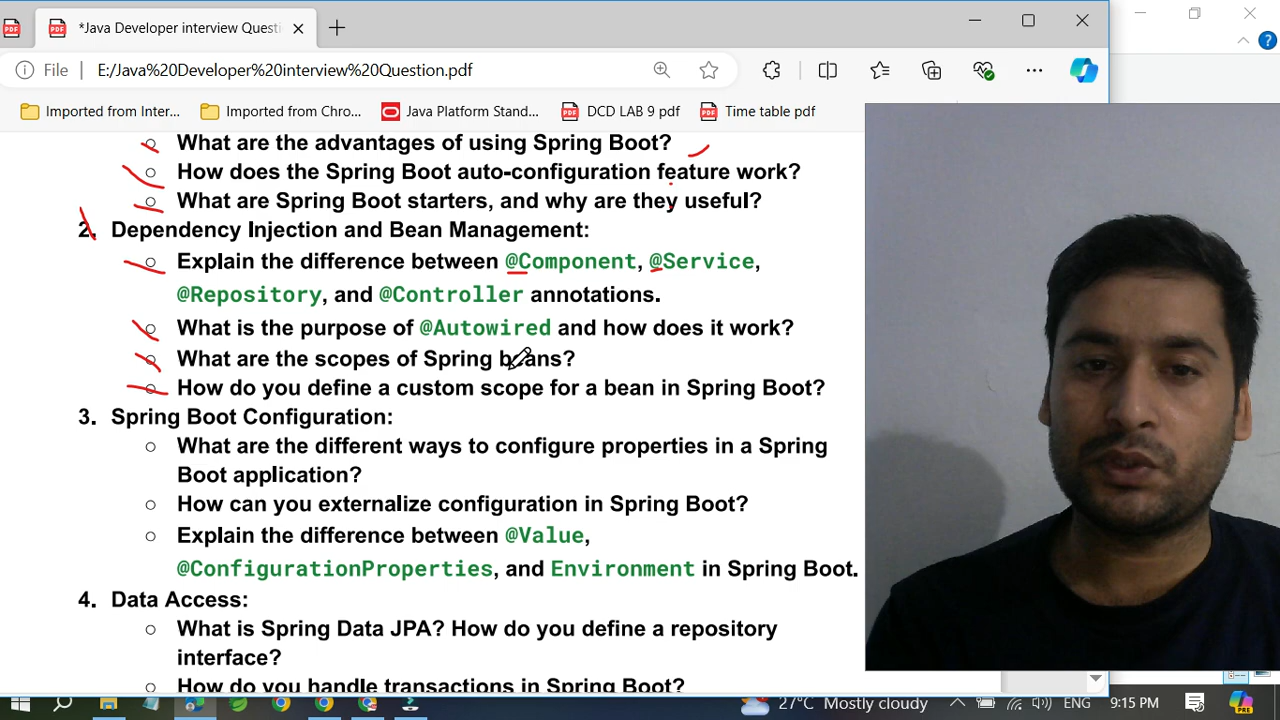 *Java Developer interview Questi
File
E:/Java%20Developer%20interview%20Question.pdf
Imported from Inter...
Imported from Chro...
Java Platform Stand...
DCD LAB 9 pdf
Time table pdf
What are the advantages of using Spring Boot?
How does the Spring Boot auto-configuration feature work?
What are Spring Boot starters, and why are they useful?
2. Dependency Injection and Bean Management:
Explain the difference between @Component, @Service,
@Repository, and @Controller annotations.
What is the purpose of @Autowired and how does it work?
What are the scopes of Spring beans?
How do you define a custom scope for a bean in Spring Boot?
3. Spring Boot Configuration:
What are the different ways to configure properties in a Spring
Boot application?
How can you externalize configuration in Spring Boot?
Explain the difference between @Value,
@ConfigurationProperties, and Environment in Spring Boot.
4. Data Access:
What is Spring Data JPA? How do you define a repository
interface?
How do you handle transactions in Spring Boot?
27°C Mostly cloudy
ENG
9:15 PM